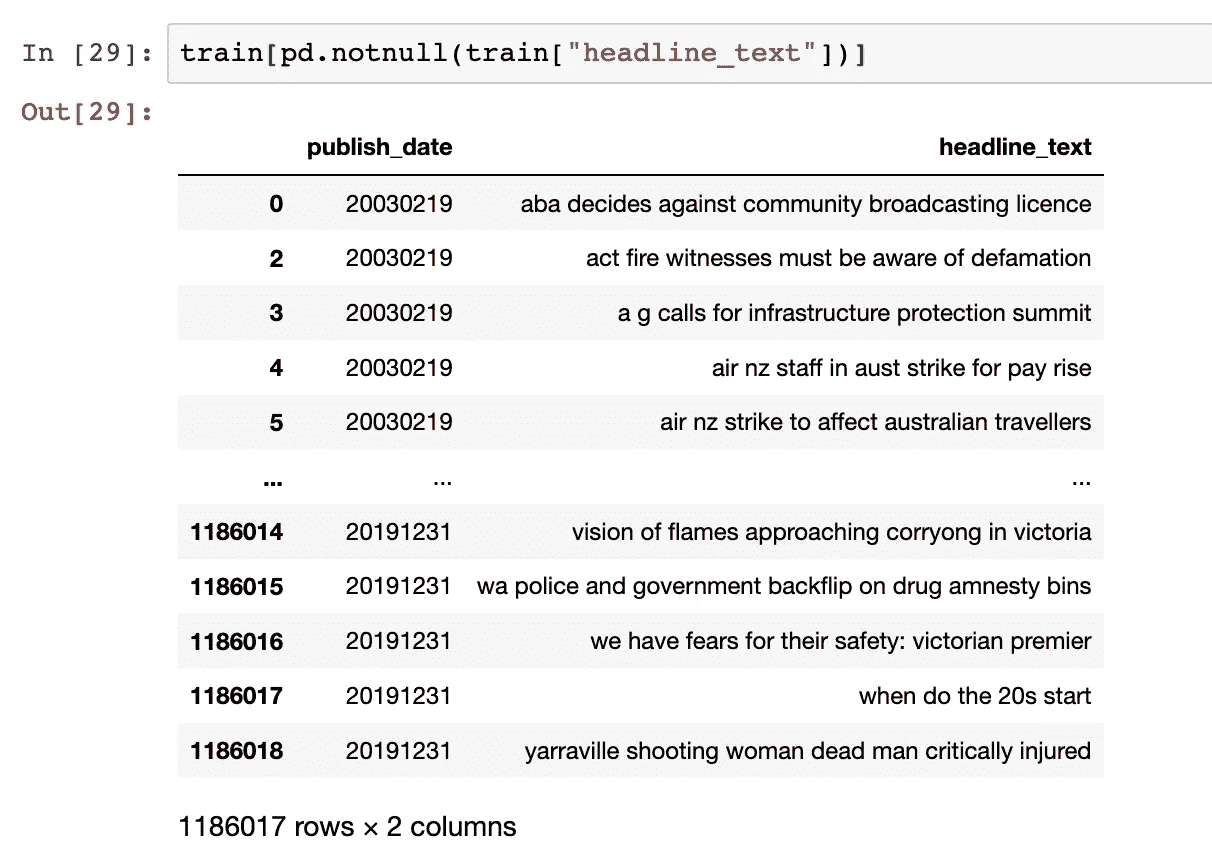 In [29]: train[pd.notnull(train["headline_text"])]
Out[29]:
publish_date headline_text
0 20030219 aba decides against community broadcasting licence
2 20030219 act fire witnesses must be aware of defamation
3 20030219 a g calls for infrastructure protection summit
4 20030219 air nz staff in aust strike for pay rise
5 20030219 air nz strike to affect australian travellers
... ... ...
1186014 20191231 vision of flames approaching corryong in victoria
1186015 20191231 wa police and government backflip on drug amnesty bins
1186016 20191231 we have fears for their safety: victorian premier
1186017 20191231 when do the 20s start
1186018 20191231 yarraville shooting woman dead man critically injured
1186017 rows × 2 columns